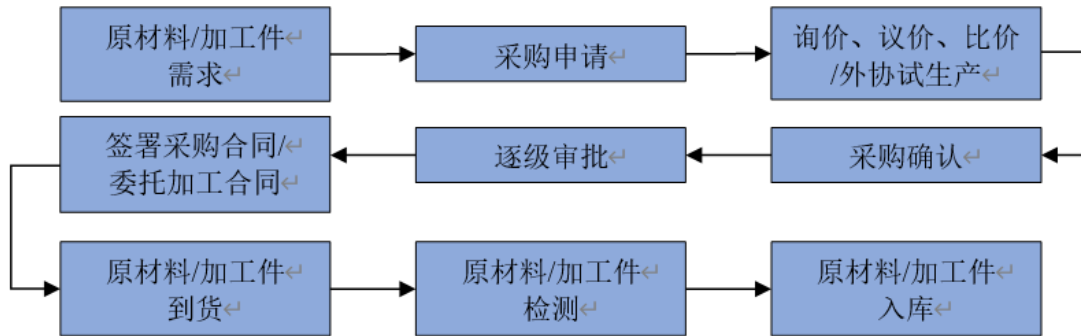 原材料/加工件
需求
采购申请
询价、议价、比价
/外协试生产
签署采购合同/
委托加工合同
逐级审批
采购确认
原材料/加工件
到货
原材料/加工件
检测
原材料/加工件
入库